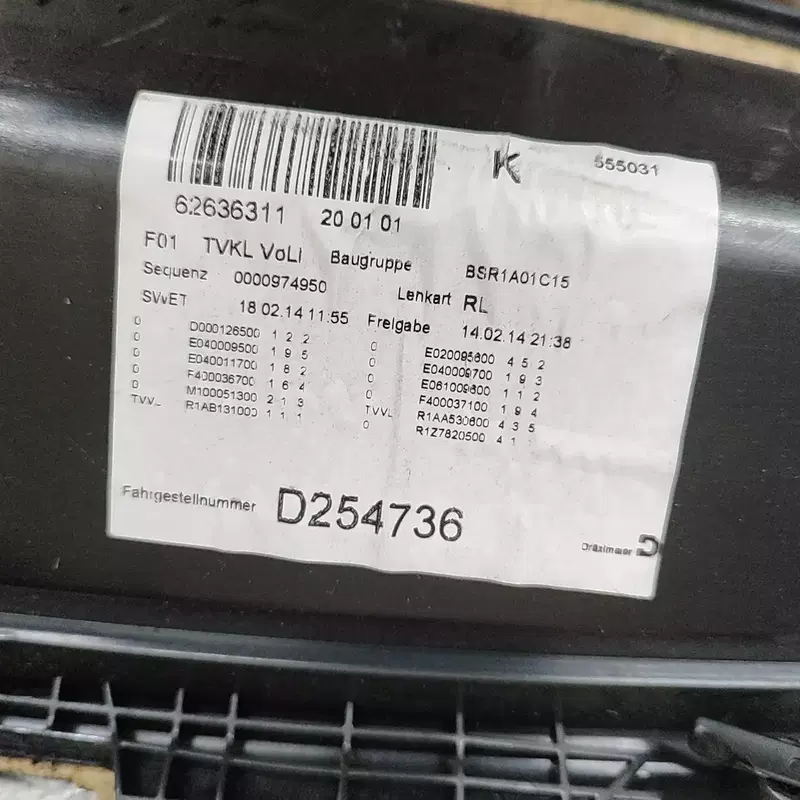 K 555031
62636311 20 01 01
F01 TVKL VoLI Baugruppe BSR1A01C15
Sequenz 0000974950 Lenkart RL
SWET 18 02.14 11:55 Freigabe 14.02.14 21:38
0 D000126500 1 2 2 0 E020095800 4 5 2
0 E040009500 1 9 5 0 E040009700 1 9 3
0 E040011700 1 8 2 0 E061009800 1 1 2
0 F400036700 1 6 4 0 F400037100 1 9 4
0 M100051300 2 1 3 TVVL R1AA530800 4 3 5
TVVL R1AB131000 1 1 1 0 R1Z7820500 4 1
Fahrgestellnummer D254736
Dräxlmaier D